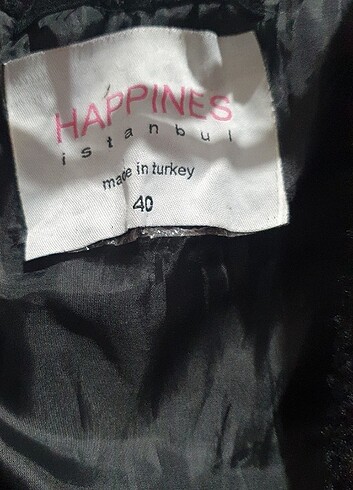 HAPPINES
istanbul
made in turkey
40